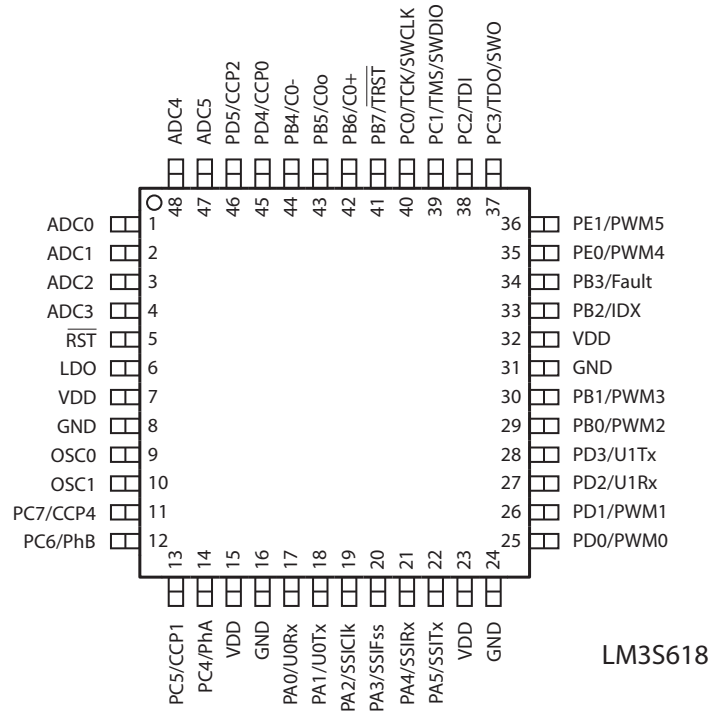 ADC4
ADC5
PD5/CCP2
PD4/CCP0
PB4/C0-
PB5/C0o
PB6/C0+
PB7/TRST
PC0/TCK/SWCLK
PC1/TMS/SWDIO
PC2/TDI
PC3/TDO/SWO
48
47
46
45
44
43
42
41
40
39
38
37
ADC0 1
ADC1 2
ADC2 3
ADC3 4
RST 5
LDO 6
VDD 7
GND 8
OSC0 9
OSC1 10
PC7/CCP4 11
PC6/PhB 12
36 PE1/PWM5
35 PE0/PWM4
34 PB3/Fault
33 PB2/IDX
32 VDD
31 GND
30 PB1/PWM3
29 PB0/PWM2
28 PD3/U1Tx
27 PD2/U1Rx
26 PD1/PWM1
25 PD0/PWM0
13
14
15
16
17
18
19
20
21
22
23
24
PC5/CCP1
PC4/PhA
VDD
GND
PA0/U0Rx
PA1/U0Tx
PA2/SSIClk
PA3/SSIFss
PA4/SSIRx
PA5/SSITx
VDD
GND
LM3S618